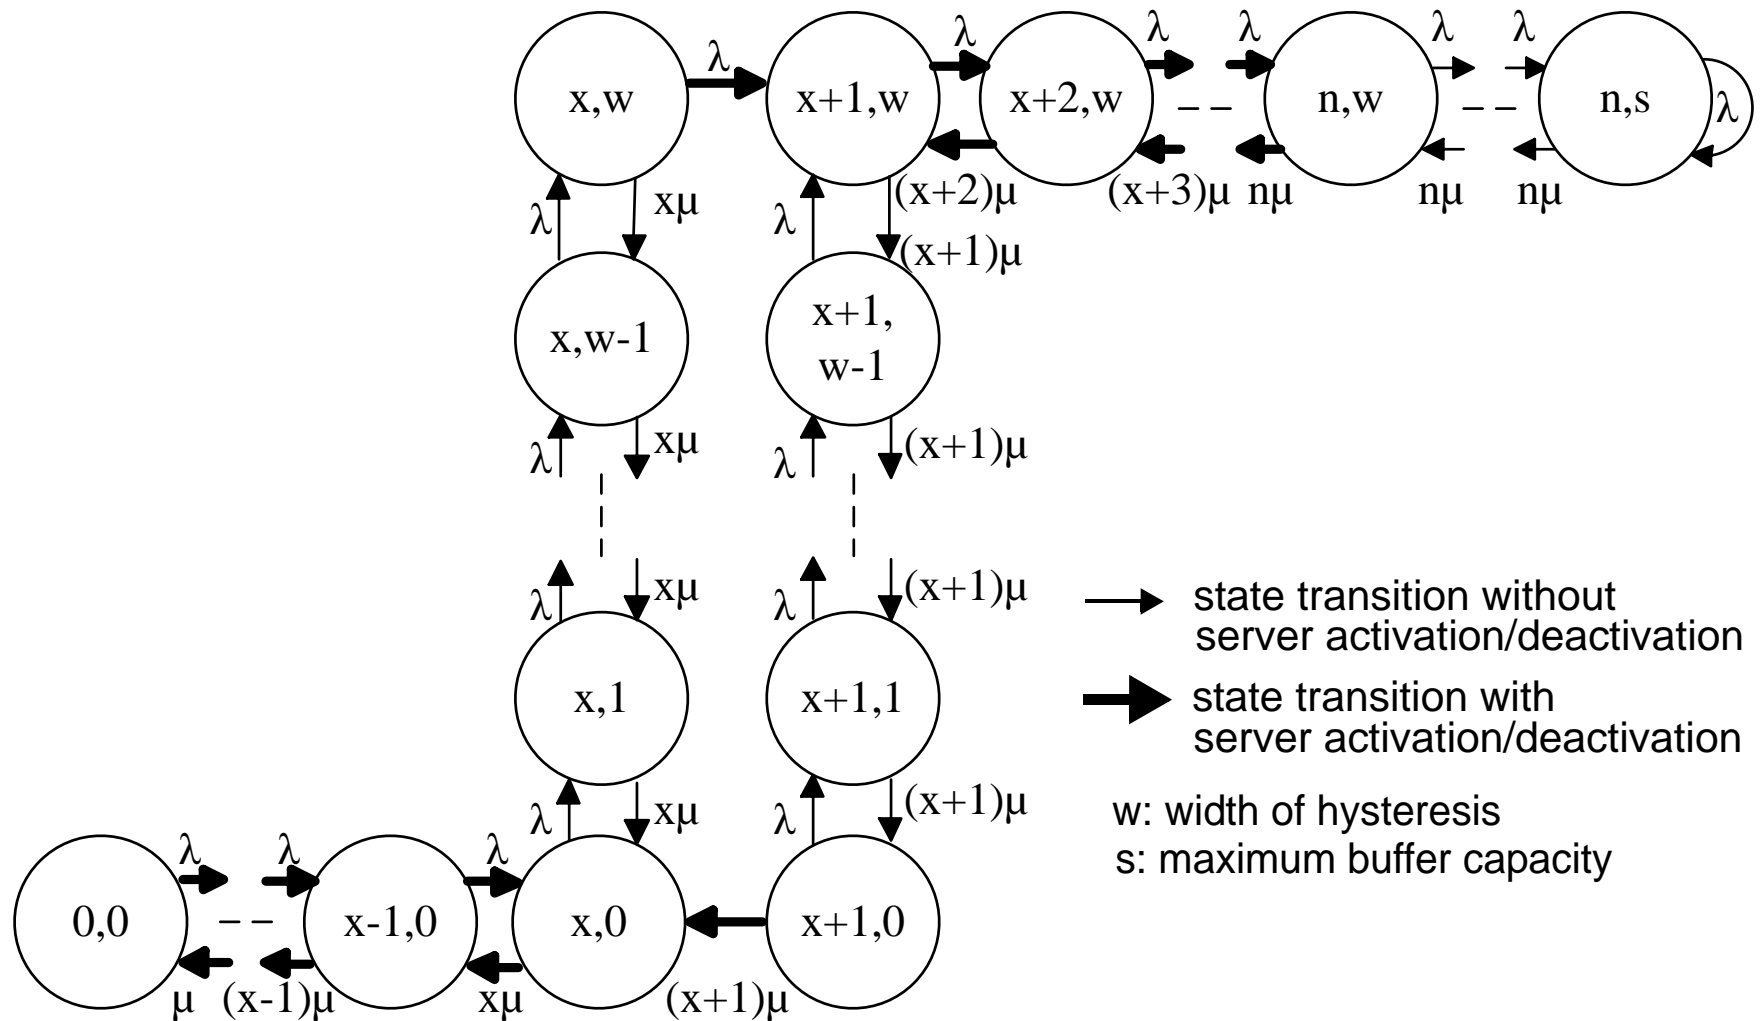 λ λ λ λ λ λ
λ
x,w x+1,w x+2,w n,w n,s λ
xμ (x+2)μ (x+3)μ nμ nμ nμ
λ λ
(x+1)μ
x,w-1
x+1,
w-1
xμ (x+1)μ
λ λ
xμ (x+1)μ
λ λ
x,1 x+1,1
state transition without
server activation/deactivation
state transition with
server activation/deactivation
xμ (x+1)μ
λ λ
w: width of hysteresis
s: maximum buffer capacity
λ λ λ
0,0 x-1,0 x,0 x+1,0
μ (x-1)μ xμ (x+1)μ